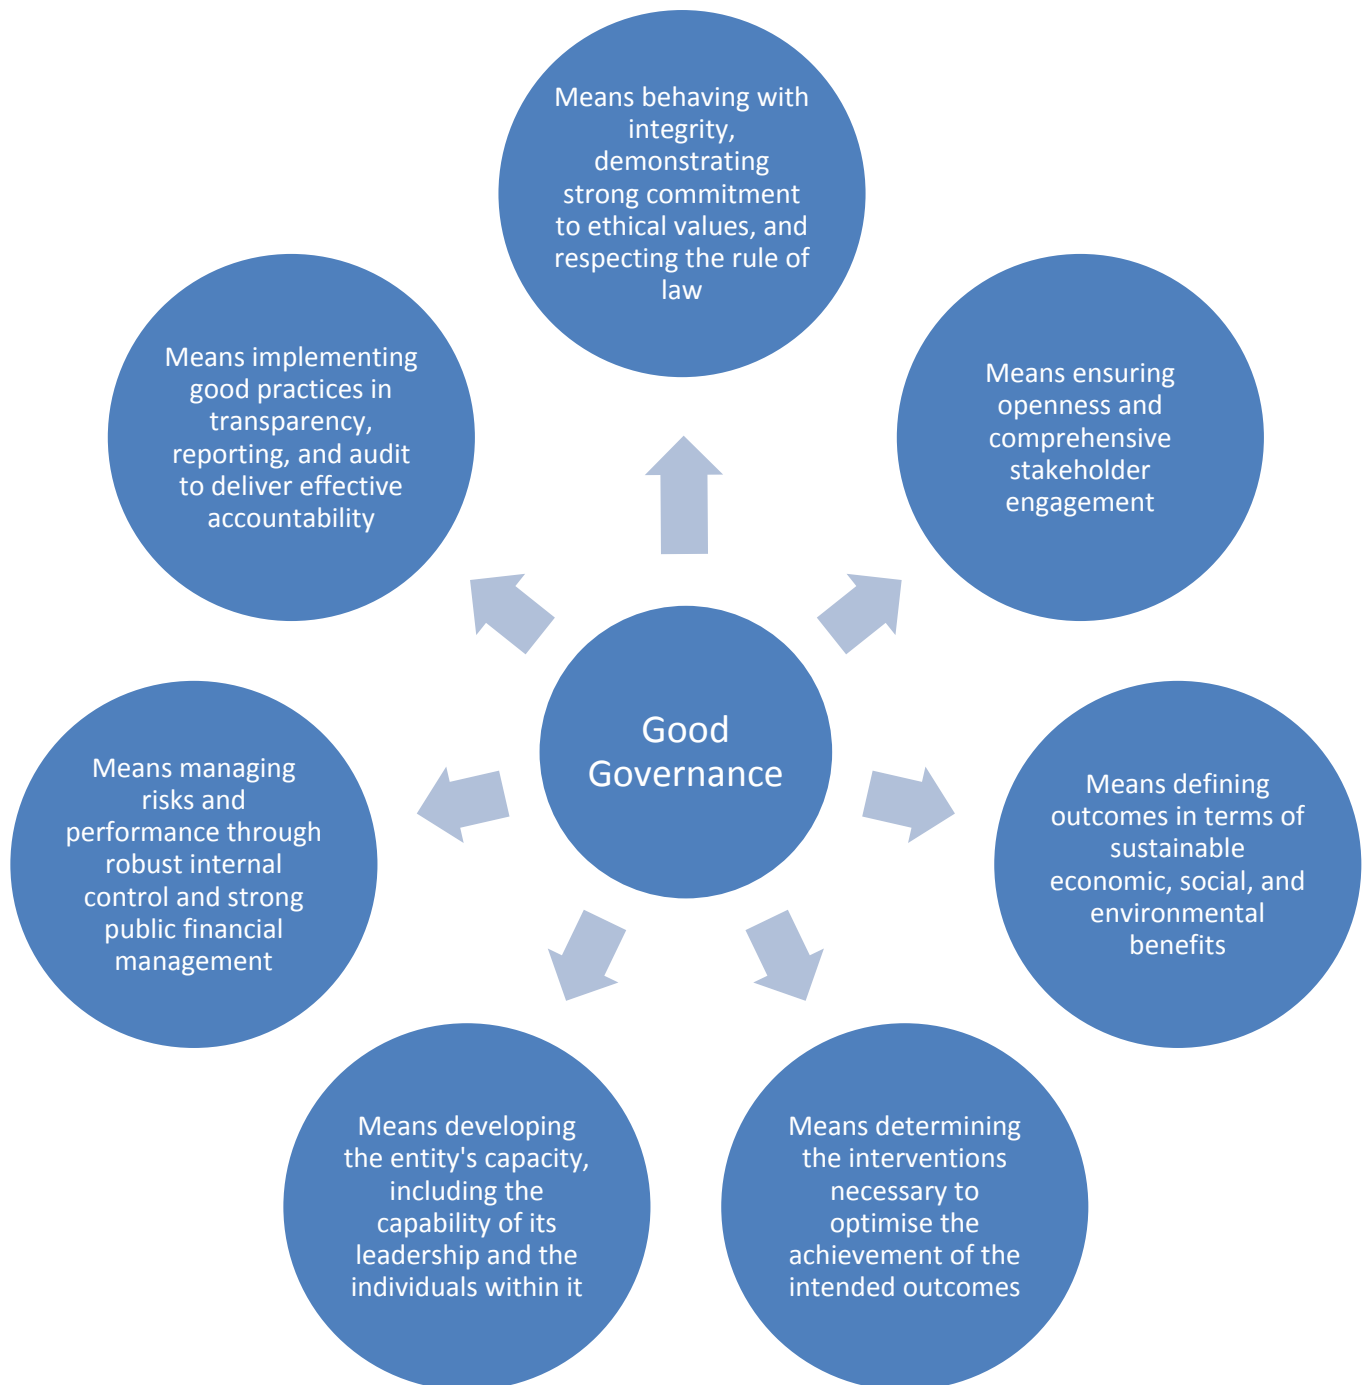 Means behaving with
integrity,
demonstrating
strong commitment
to ethical values, and
respecting the rule of
law
Means ensuring
openness and
comprehensive
stakeholder
engagement
Means defining
outcomes in terms of
sustainable
economic, social, and
environmental
benefits
Means determining
the interventions
necessary to
optimise the
achievement of the
intended outcomes
Means developing
the entity's capacity,
including the
capability of its
leadership and the
individuals within it
Means managing
risks and
performance through
robust internal
control and strong
public financial
management
Means implementing
good practices in
transparency,
reporting, and audit
to deliver effective
accountability
Good
Governance